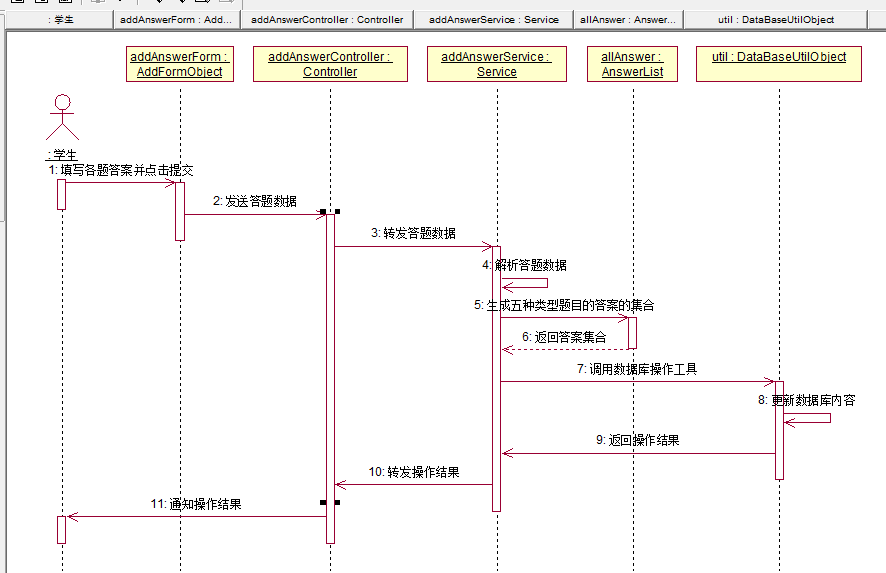 : 学生
addAnswerForm : Add...
addAnswerController : Controller
addAnswerService : Service
allAnswer : Answer...
util : DataBaseUtilObject
addAnswerForm :
AddFormObject
addAnswerController :
Controller
addAnswerService :
Service
allAnswer :
AnswerList
util : DataBaseUtilObject
: 学生
1: 填写各题答案并点击提交
2: 发送答题数据
3: 转发答题数据
4: 解析答题数据
5: 生成五种类型题目的答案的集合
6: 返回答案集合
7: 调用数据库操作工具
8: 更新数据库内容
9: 返回操作结果
10: 转发操作结果
11: 通知操作结果